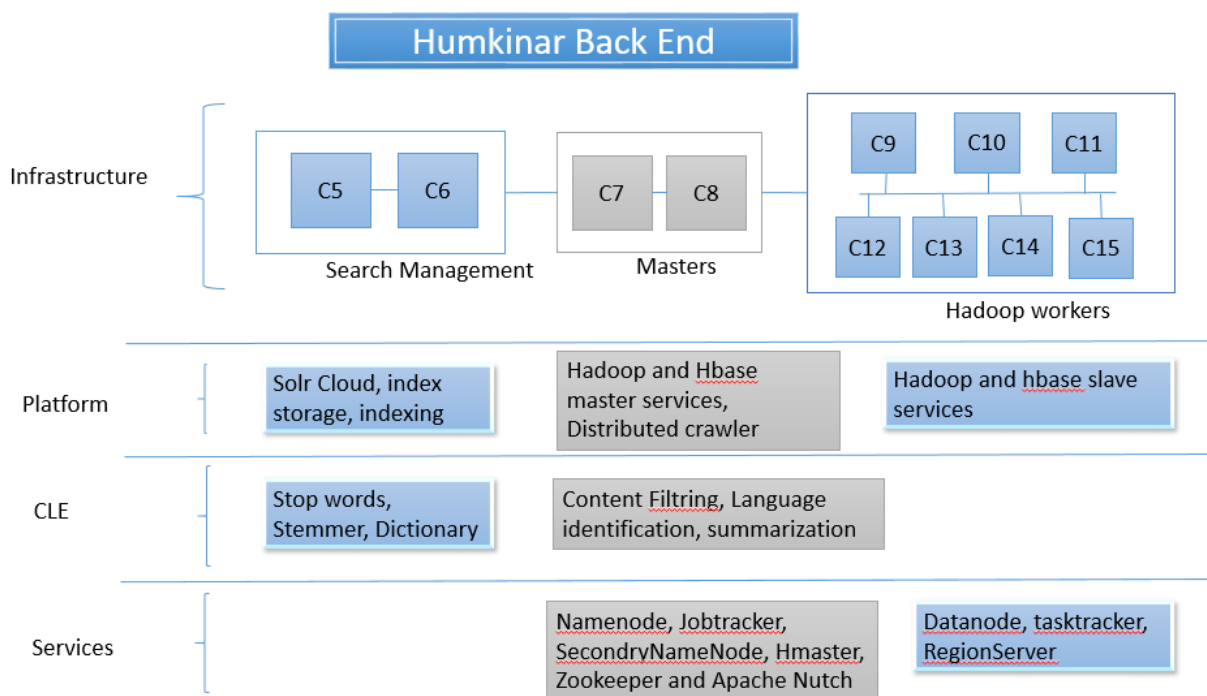 Humkinar Back End
Infrastructure
C5
C6
Search Management
C7
C8
Masters
C9
C10
C11
C12
C13
C14
C15
Hadoop workers
Platform
Solr Cloud, index
storage, indexing
Hadoop and Hbase
master services,
Distributed crawler
Hadoop and hbase slave
services
CLE
Stop words,
Stemmer, Dictionary
Content Filtring, Language
identification, summarization
Services
Namenode, Jobtracker,
SecondryNameNode, Hmaster,
Zookeeper and Apache Nutch
Datanode, tasktracker,
RegionServer